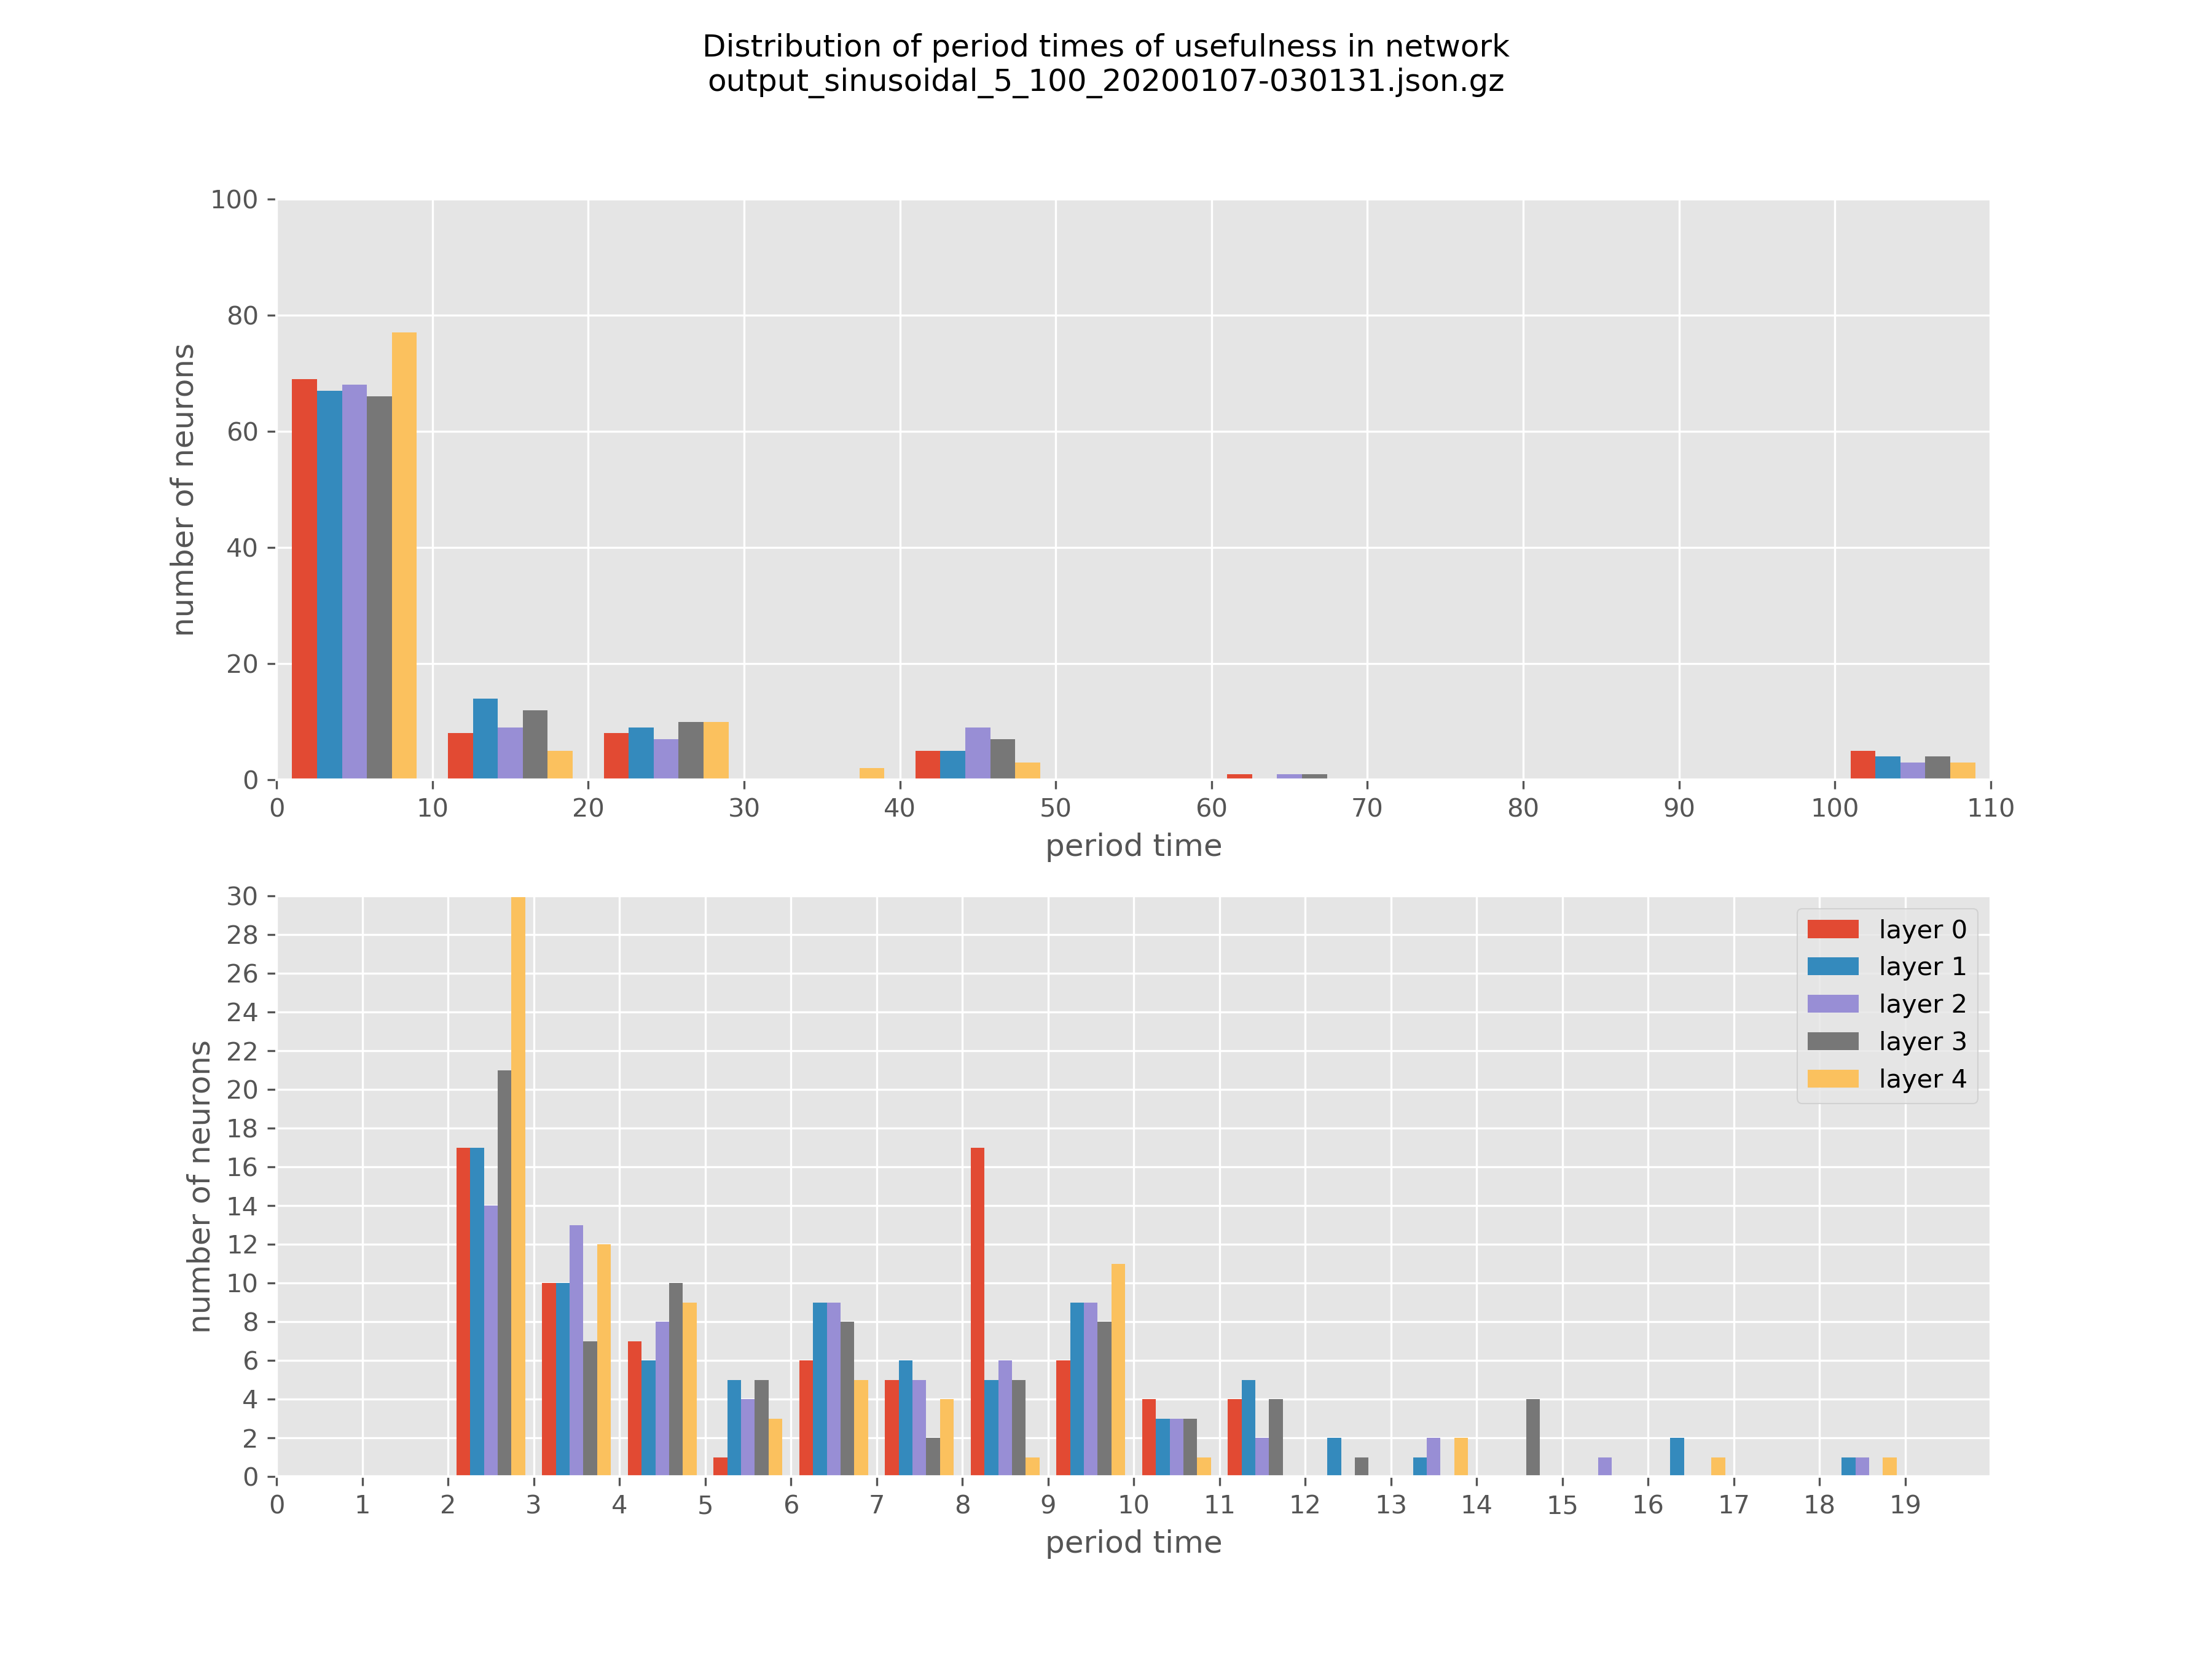 Distribution of period times of usefulness in network
output_sinusoidal_5_100_20200107-030131.json.gz
100
80
60
40
20
0
number of neurons
0 10 20 30 40 50 60 70 80 90 100 110
period time
30
28
26
24
22
20
18
16
14
12
10
8
6
4
2
0
number of neurons
layer 0
layer 1
layer 2
layer 3
layer 4
0 1 2 3 4 5 6 7 8 9 10 11 12 13 14 15 16 17 18 19
period time